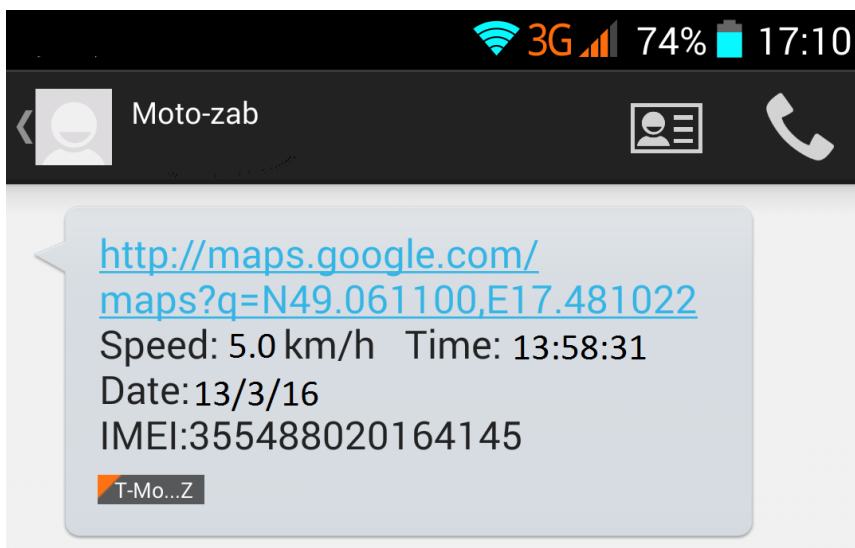 3G 74% 17:10
Moto-zab
http://maps.google.com/
maps?q=N49.061100,E17.481022
Speed: 5.0 km/h Time: 13:58:31
Date:13/3/16
IMEI:355488020164145
T-Mo...Z